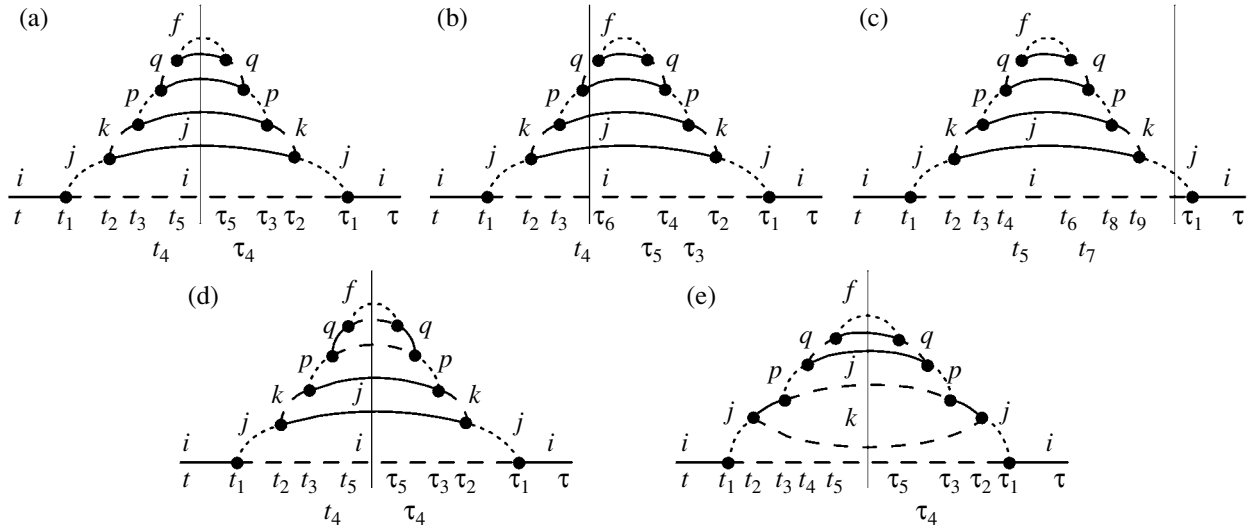 (a) (b) (c)
f f f
q q q q q q
p p p p p p
k j k k j k k j k
j j j j j j
i i i i i i i i i
t t₁ t₂ t₃ t₅ τ₅ τ₃ τ₂ τ₁ τ t t₁ t₂ t₃ τ₆ τ₄ τ₂ τ₁ τ t t₁ t₂ t₃ t₄ t₆ t₈ t₉ τ₁ τ
t₄ τ₄ t₄ τ₅ τ₃ t₅ t₇
(d) (e)
f f
q q q q
p p p j p
k j k j k j
j j
i i i i i
t t₁ t₂ t₃ t₅ τ₅ τ₃ τ₂ τ₁ τ t t₁ t₂ t₃ t₄ t₅ τ₅ τ₃ τ₂ τ₁ τ
t₄ τ₄ τ₄